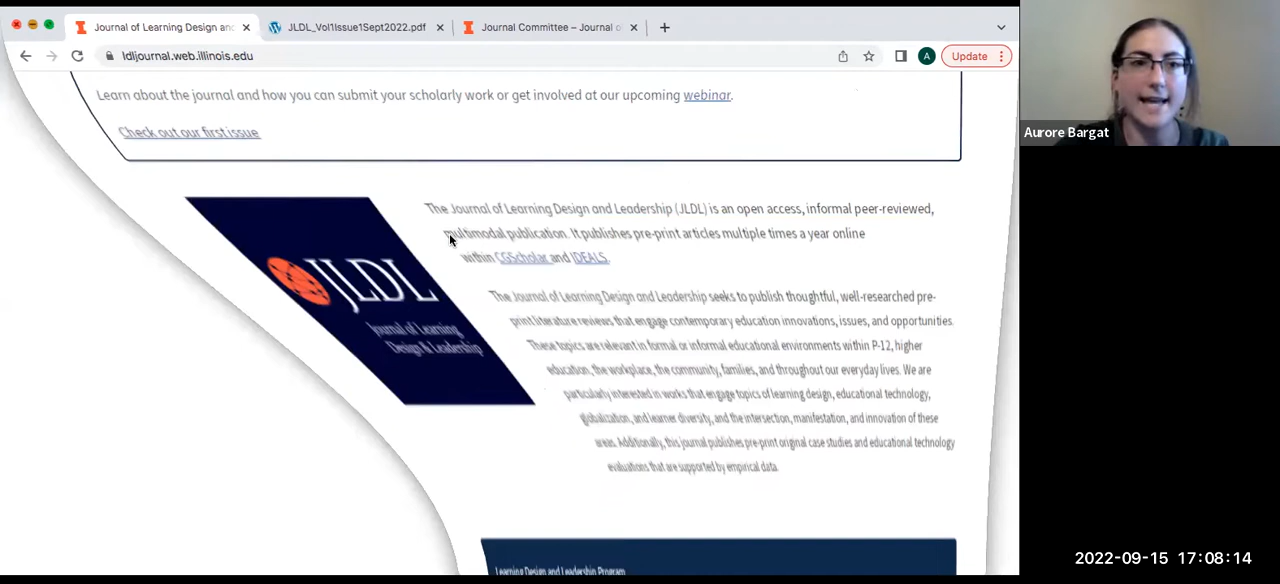 Journal of Learning Design anc
JLDL_Vol1Issue1Sept2022.pdf
Journal Committee – Journal o
ldljournal.web.illinois.edu
A
Update
Learn about the journal and how you can submit your scholarly work or get involved at our upcoming webinar.
Check out our first issue
Aurore Bargat
The Journal of Learning Design and Leadership (JLDL) is an open access, informal peer-reviewed,
multimodal publication. It publishes pre-print articles multiple times a year online
within CGScholar and IDEALS.
JLDL
Journal of Learning
Design & Leadership
The Journal of Learning Design and Leadership seeks to publish thoughtful, well-researched pre-
print literature reviews that engage contemporary education innovations, issues, and opportunities.
These topics are relevant in formal or informal educational environments within P-12, higher
education, the workplace, the community, families, and throughout our everyday lives. We are
particularly interested in works that engage topics of learning design, educational technology,
globalization, and learner diversity, and the intersection, manifestation, and innovation of these
areas. Additionally, this journal publishes pre-print original case studies and educational technology
evaluations that are supported by empirical data.
Learning Design and Leadership Program
2022-09-15 17:08:14